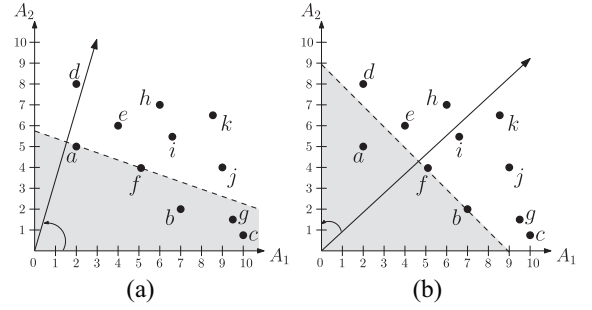 A2 A2
10 10
9 9
8 d 8 d
7 h 7 h
k k
6 e 6 e
i i
5 a 5 a
4 f j 4 f j
3 3
2 b g 2 b g
1 c 1 c
0 1 2 3 4 5 6 7 8 9 10 A1 0 1 2 3 4 5 6 7 8 9 10 A1
(a) (b)